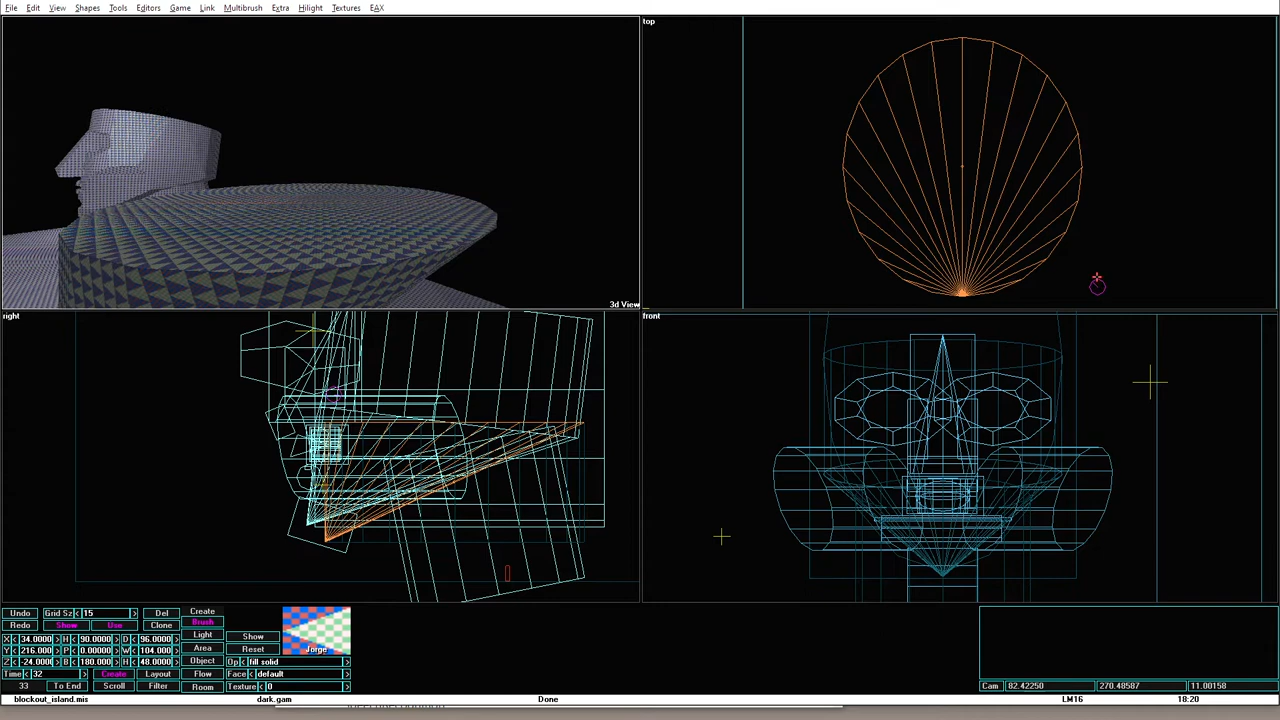 File Edit View Shapes Tools Editors Game Link Multibrush Extra Hilight Textures EAX
top
3d View
right
front
Undo Grid Sz < 15 > Del Create
Redo Show Use Clone Brush
X < 34.0000 > H < 90.0000 > D < 96.0000 > Light
Y < 216.000 > P < 0.00000 > W < 104.000 > Area Show
Z < -24.0000 > B < 180.000 > H < 48.0000 > Object Reset
Jorge
Op < fill solid >
Time < 32 > Create Layout Flow Face < default >
33 To End Scroll Filter Room Texture < 0 >
Cam 82.42250 270.48587 11.00158
blockout_island.mis dark.gam Done LM16 18:20